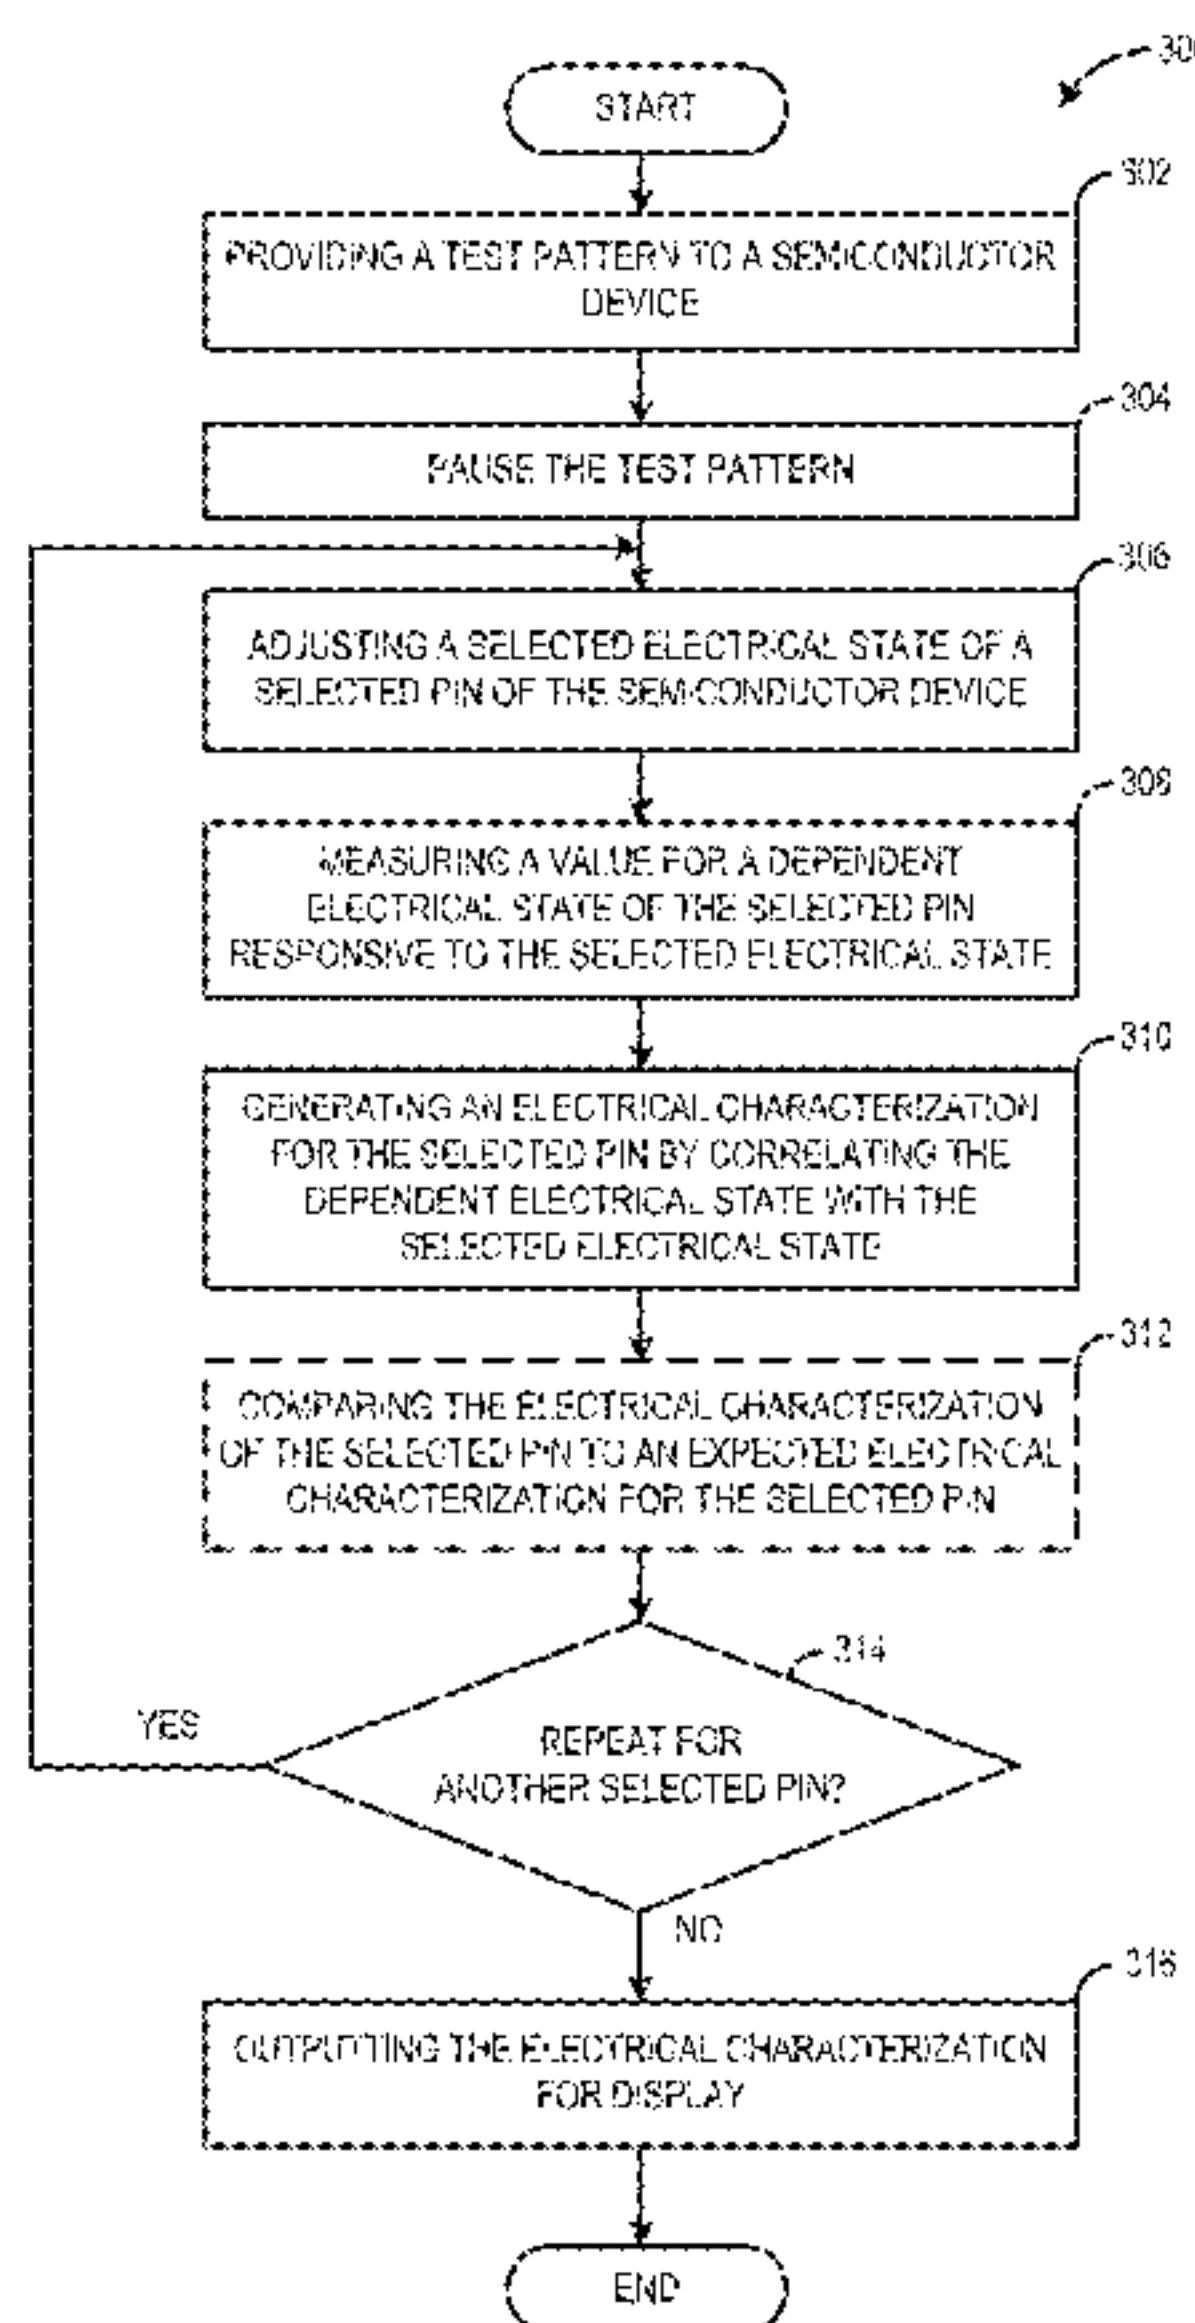 START
302
PROVIDING A TEST PATTERN TO A SEMICONDUCTOR
DEVICE
304
PAUSE THE TEST PATTERN
306
ADJUSTING A SELECTED ELECTRICAL STATE OF A
SELECTED PIN OF THE SEMICONDUCTOR DEVICE
308
MEASURING A VALUE FOR A DEPENDENT
ELECTRICAL STATE OF THE SELECTED PIN
RESPONSIVE TO THE SELECTED ELECTRICAL STATE
310
GENERATING AN ELECTRICAL CHARACTERIZATION
FOR THE SELECTED PIN BY CORRELATING THE
DEPENDENT ELECTRICAL STATE WITH THE
SELECTED ELECTRICAL STATE
312
COMPARING THE ELECTRICAL CHARACTERIZATION
OF THE SELECTED PIN TO AN EXPECTED ELECTRICAL
CHARACTERIZATION FOR THE SELECTED PIN
314
YES
REPEAT FOR
ANOTHER SELECTED PIN?
NO
316
OUTPUTTING THE ELECTRICAL CHARACTERIZATION
FOR DISPLAY
END